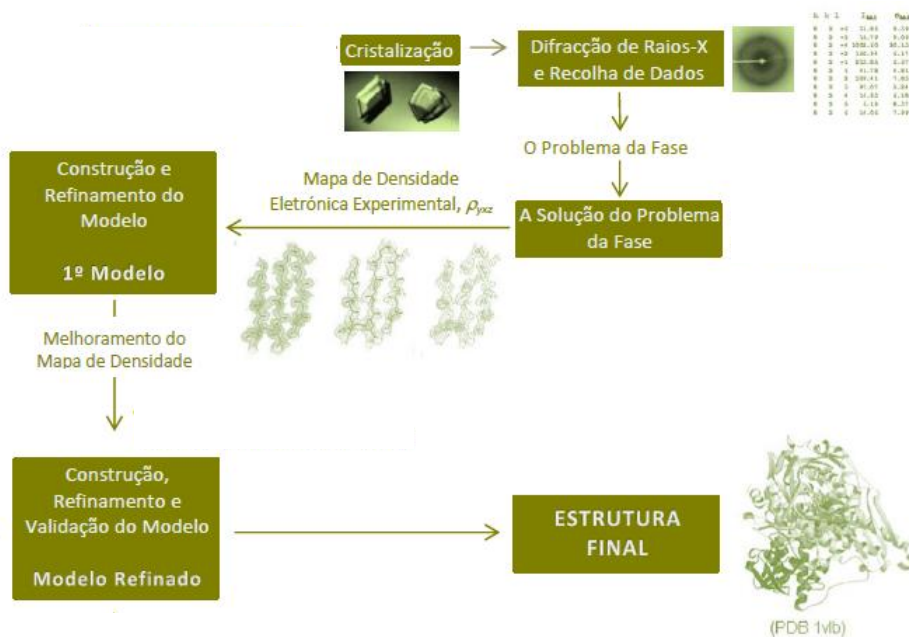 Cristalização
Difracção de Raios-X
e Recolha de Dados
O Problema da Fase
A Solução do Problema
da Fase
Mapa de Densidade
Eletrónica Experimental, ρyxz
Construção e
Refinamento do
Modelo
1º Modelo
Melhoramento do
Mapa de Densidade
Construção,
Refinamento e
Validação do Modelo
Modelo Refinado
ESTRUTURA
FINAL
(PDB 1vlb)